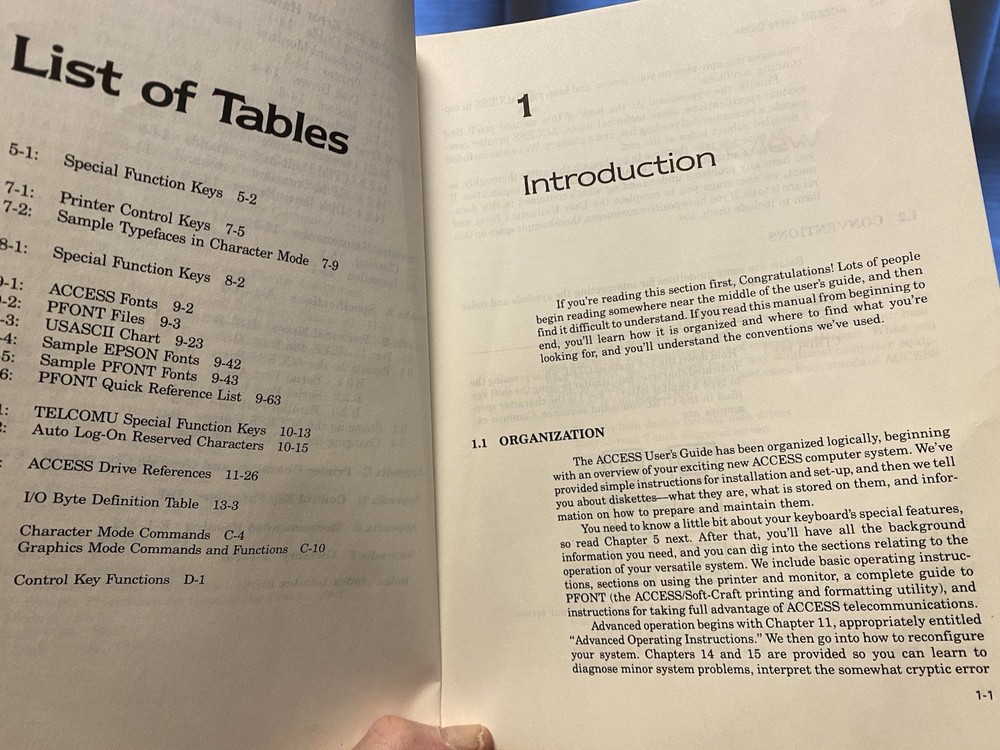 List of Tables
5-1: Special Function Keys 5-2
7-1: Printer Control Keys 7-5
7-2: Sample Typefaces in Character Mode 7-9
8-1: Special Function Keys 8-2
-1: ACCESS Fonts 9-2
-2: PFONT Files 9-3
-3: USASCII Chart 9-23
-4: Sample EPSON Fonts 9-42
5: Sample PFONT Fonts 9-43
6: PFONT Quick Reference List 9-63
: TELCOMU Special Function Keys 10-13
: Auto Log-On Reserved Characters 10-15
: ACCESS Drive References 11-26
I/O Byte Definition Table 13-3
Character Mode Commands C-4
Graphics Mode Commands and Functions C-10
Control Key Functions D-1
1
Introduction
If you're reading this section first, Congratulations! Lots of people
begin reading somewhere near the middle of the user's guide, and then
find it difficult to understand. If you read this manual from beginning to
end, you'll learn how it is organized and where to find what you're
looking for, and you'll understand the conventions we've used.
1.1 ORGANIZATION
The ACCESS User's Guide has been organized logically, beginning
with an overview of your exciting new ACCESS computer system. We've
provided simple instructions for installation and set-up, and then we tell
you about diskettes—what they are, what is stored on them, and infor-
mation on how to prepare and maintain them.
You need to know a little bit about your keyboard's special features,
so read Chapter 5 next. After that, you'll have all the background
information you need, and you can dig into the sections relating to the
operation of your versatile system. We include basic operating instruc-
tions, sections on using the printer and monitor, a complete guide to
PFONT (the ACCESS/Soft-Craft printing and formatting utility), and
instructions for taking full advantage of ACCESS telecommunications.
Advanced operation begins with Chapter 11, appropriately entitled
"Advanced Operating Instructions." We then go into how to reconfigure
your system. Chapters 14 and 15 are provided so you can learn to
diagnose minor system problems, interpret the somewhat cryptic error
1-1